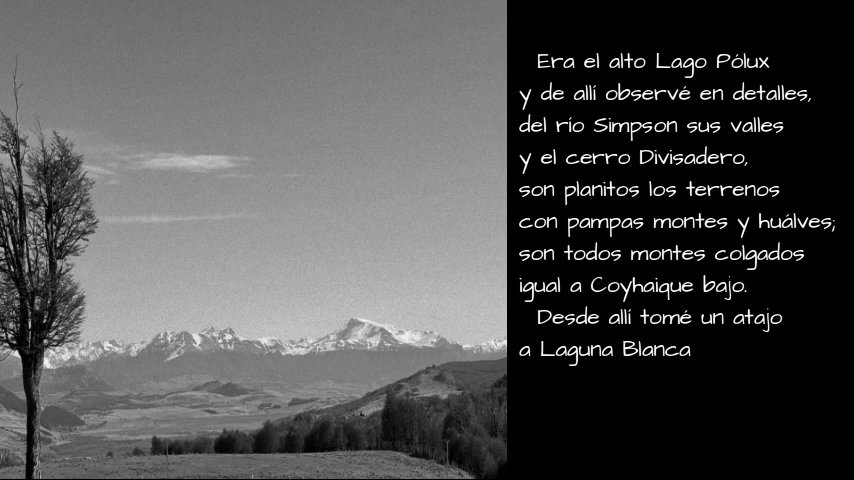 Era el alto Lago Pólux
y de allí observé en detalles,
del río Simpson sus valles
y el cerro Divisadero,
son planitos los terrenos
con pampas montes y huálves;
son todos montes colgados
igual a Coyhaique bajo.
Desde allí tomé un atajo
a Laguna Blanca